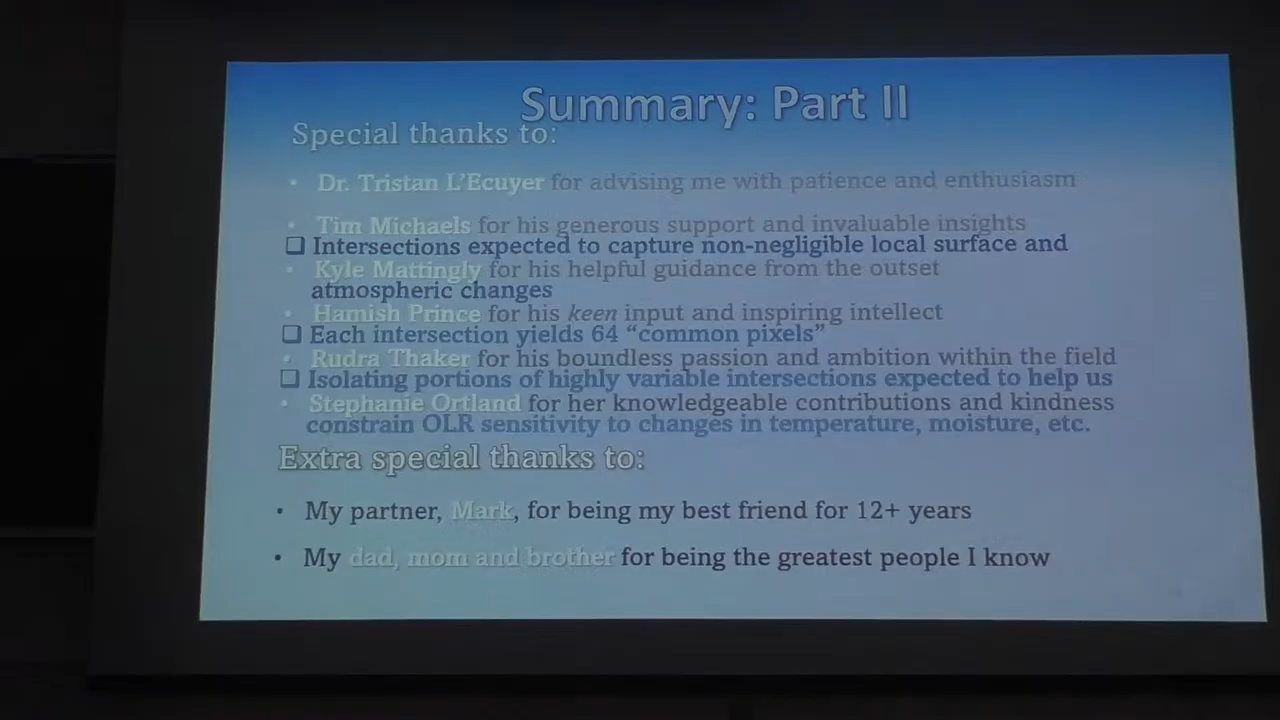 Summary: Part II
Special thanks to:
• Dr. Tristan L'Ecuyer for advising me with patience and enthusiasm
• Tim Michaels for his generous support and invaluable insights
❑ Intersections expected to capture non-negligible local surface and
• Kyle Mattingly for his helpful guidance from the outset
atmospheric changes
• Hamish Prince for his keen input and inspiring intellect
❑ Each intersection yields 64 “common pixels”
• Rudra Thaker for his boundless passion and ambition within the field
❑ Isolating portions of highly variable intersections expected to help us
• Stephanie Ortland for her knowledgeable contributions and kindness
constrain OLR sensitivity to changes in temperature, moisture, etc.
Extra special thanks to:
• My partner, Mark, for being my best friend for 12+ years
• My dad, mom and brother for being the greatest people I know